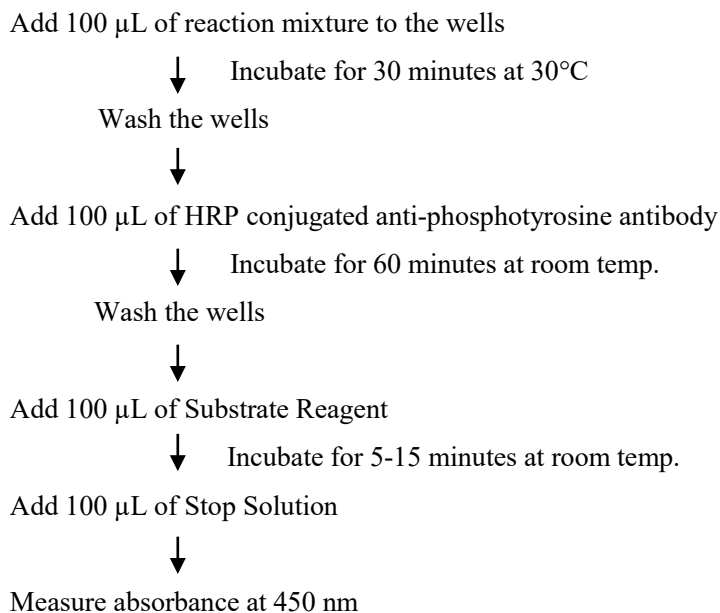 Add 100 µL of reaction mixture to the wells
Incubate for 30 minutes at 30°C
Wash the wells
Add 100 µL of HRP conjugated anti-phosphotyrosine antibody
Incubate for 60 minutes at room temp.
Wash the wells
Add 100 µL of Substrate Reagent
Incubate for 5-15 minutes at room temp.
Add 100 µL of Stop Solution
Measure absorbance at 450 nm